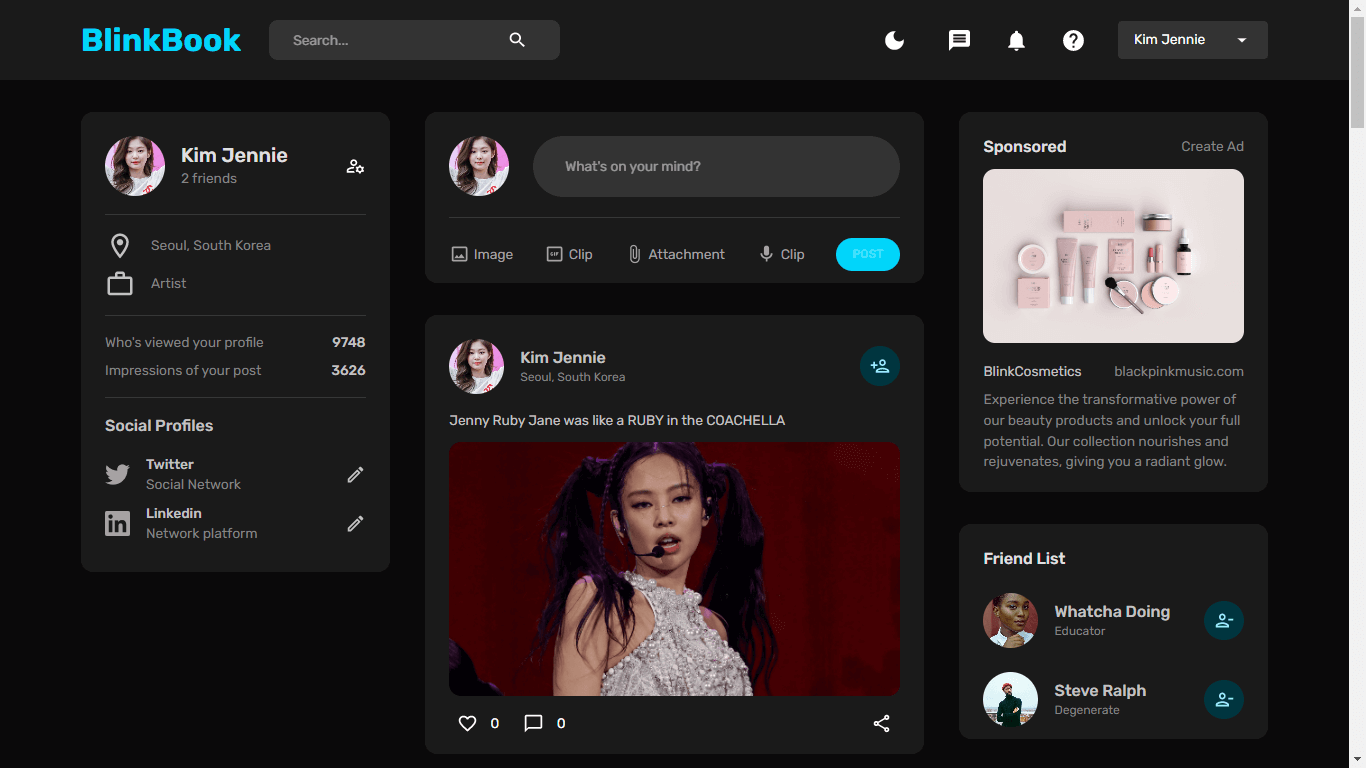 BlinkBook
Search...
Kim Jennie
Kim Jennie
2 friends
Seoul, South Korea
Artist
Who's viewed your profile 9748
Impressions of your post 3626
Social Profiles
Twitter
Social Network
Linkedin
Network platform
What's on your mind?
Image
GIF
Clip
Attachment
Clip
POST
Kim Jennie
Seoul, South Korea
Jenny Ruby Jane was like a RUBY in the COACHELLA
0
0
Sponsored
Create Ad
BlinkCosmetics
blackpinkmusic.com
Experience the transformative power of
our beauty products and unlock your full
potential. Our collection nourishes and
rejuvenates, giving you a radiant glow.
Friend List
Whatcha Doing
Educator
Steve Ralph
Degenerate